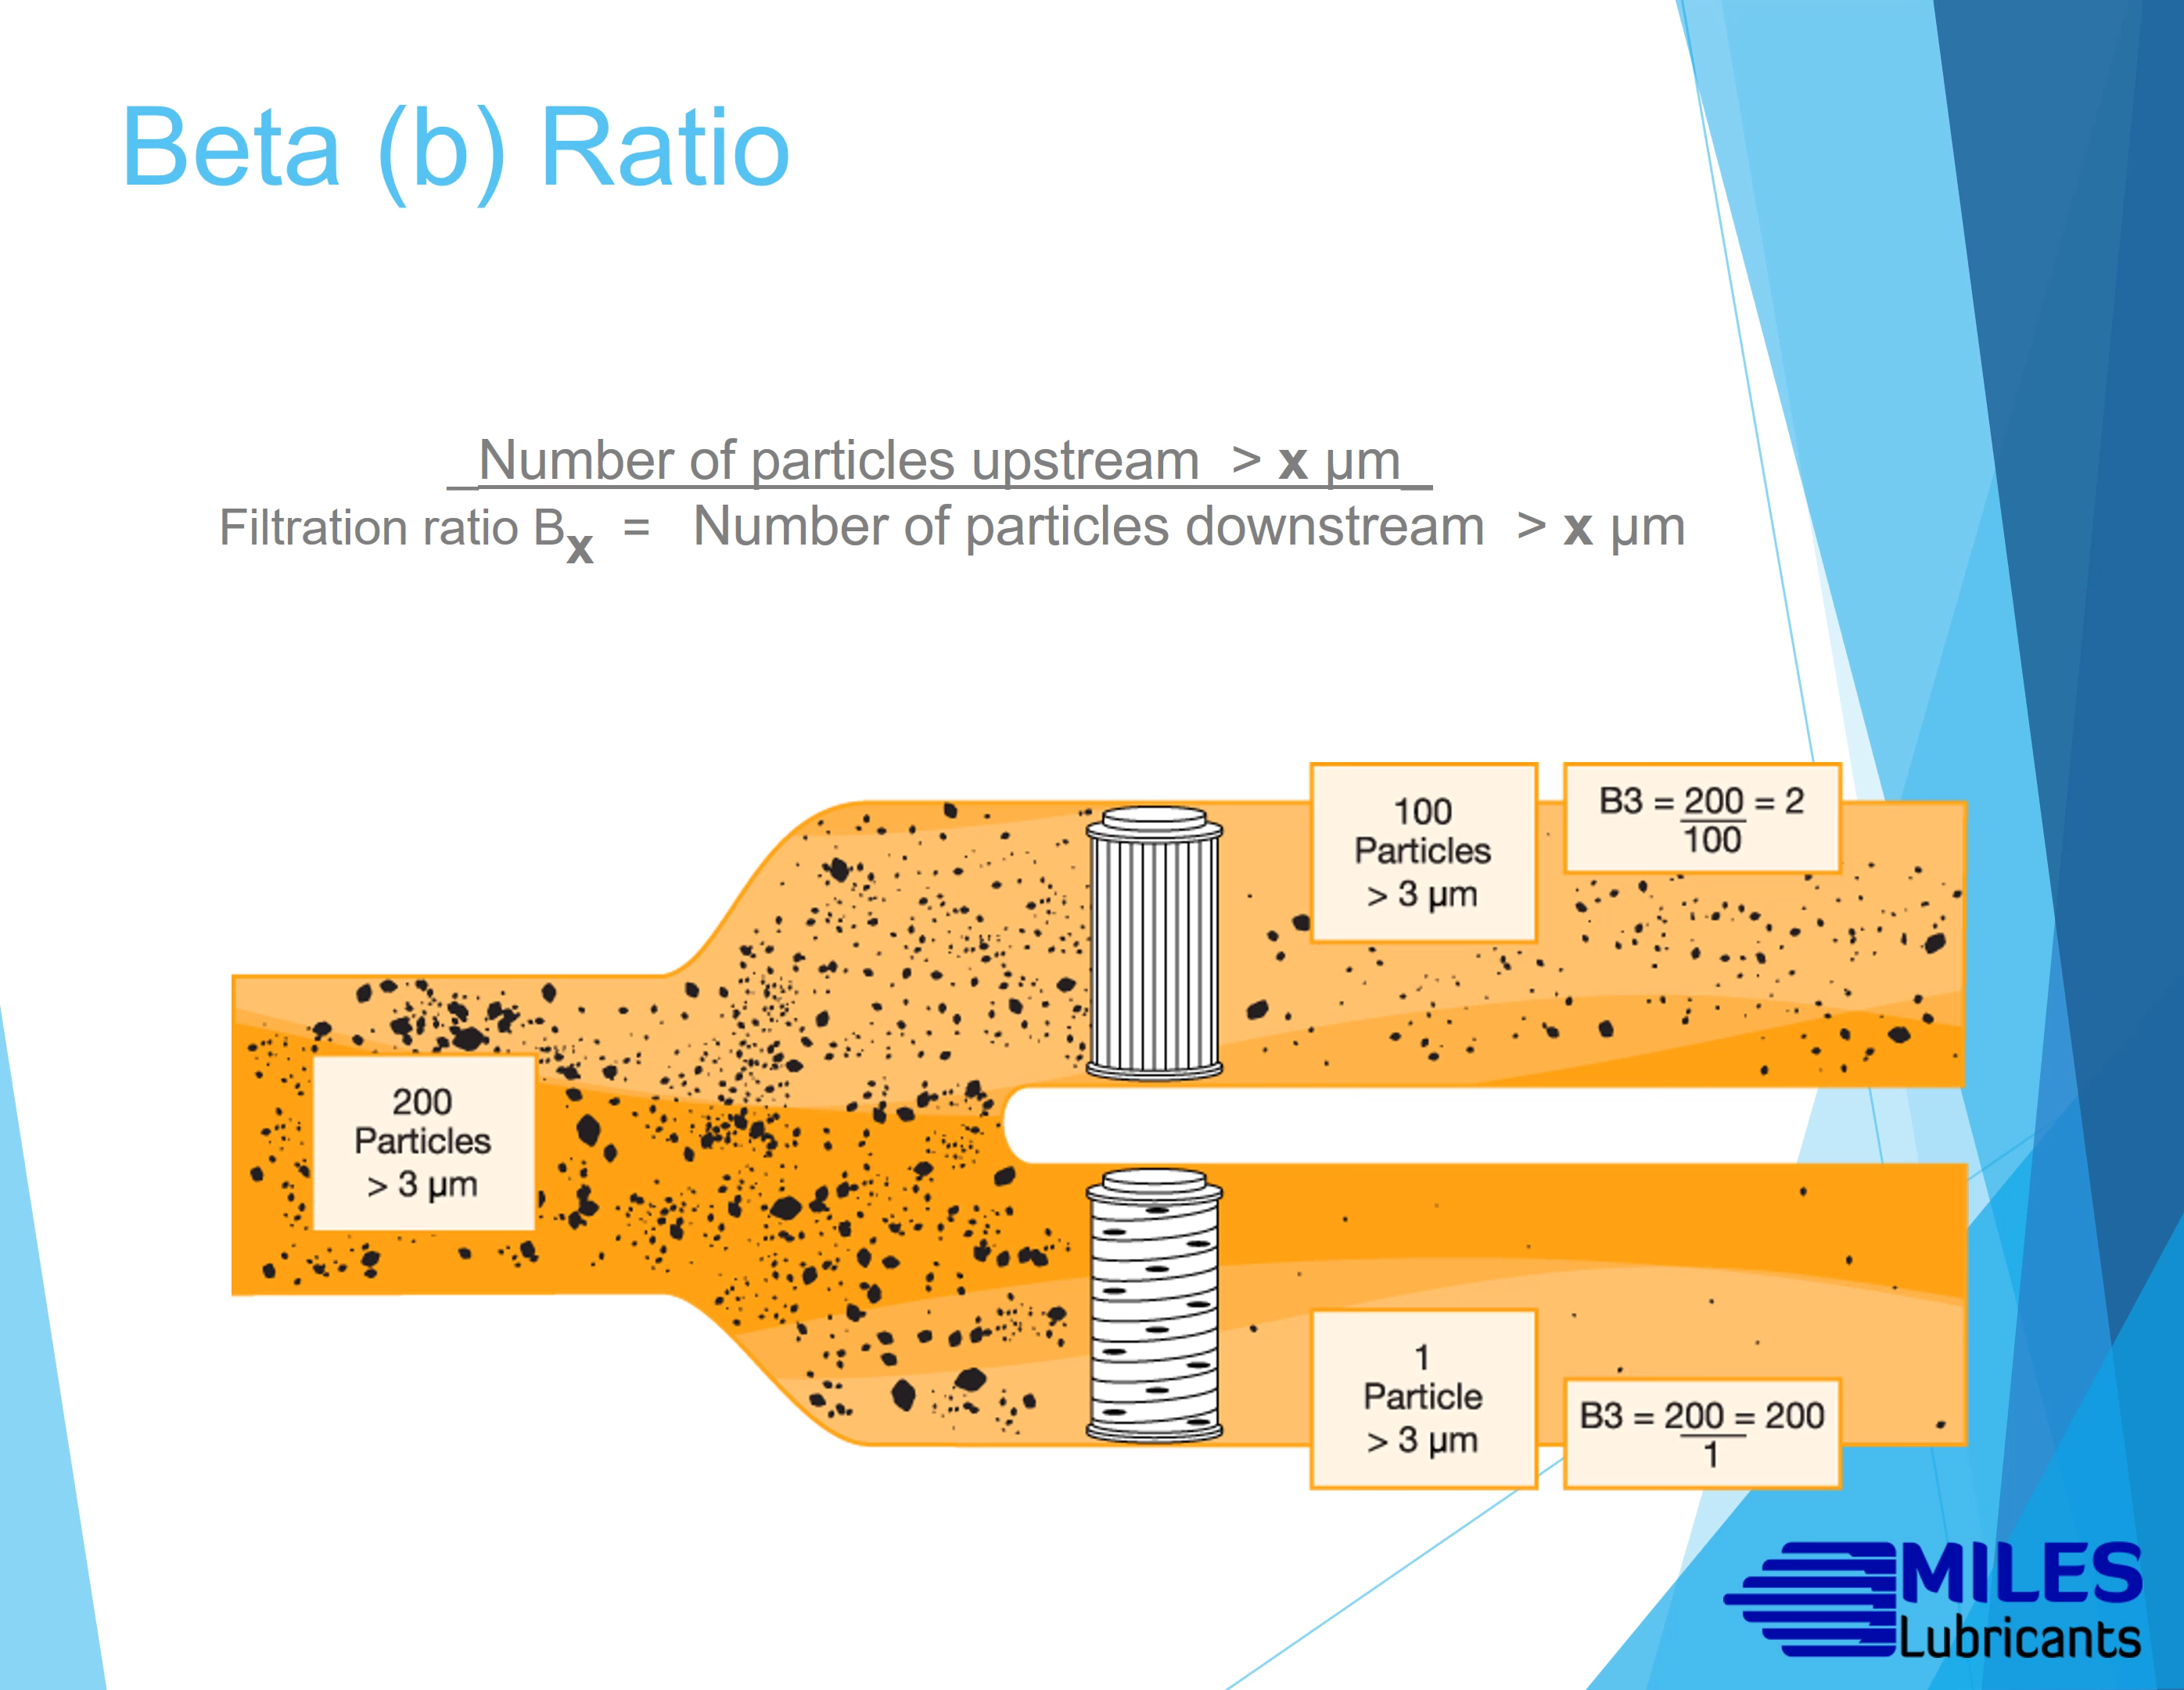 Beta (b) Ratio
_Number of particles upstream > x µm_
Filtration ratio Bx = Number of particles downstream > x µm
100
Particles
> 3 µm
B3 = 200 = 2
100
200
Particles
> 3 µm
1
Particle
> 3 µm
B3 = 200 = 200
1
MILES
Lubricants